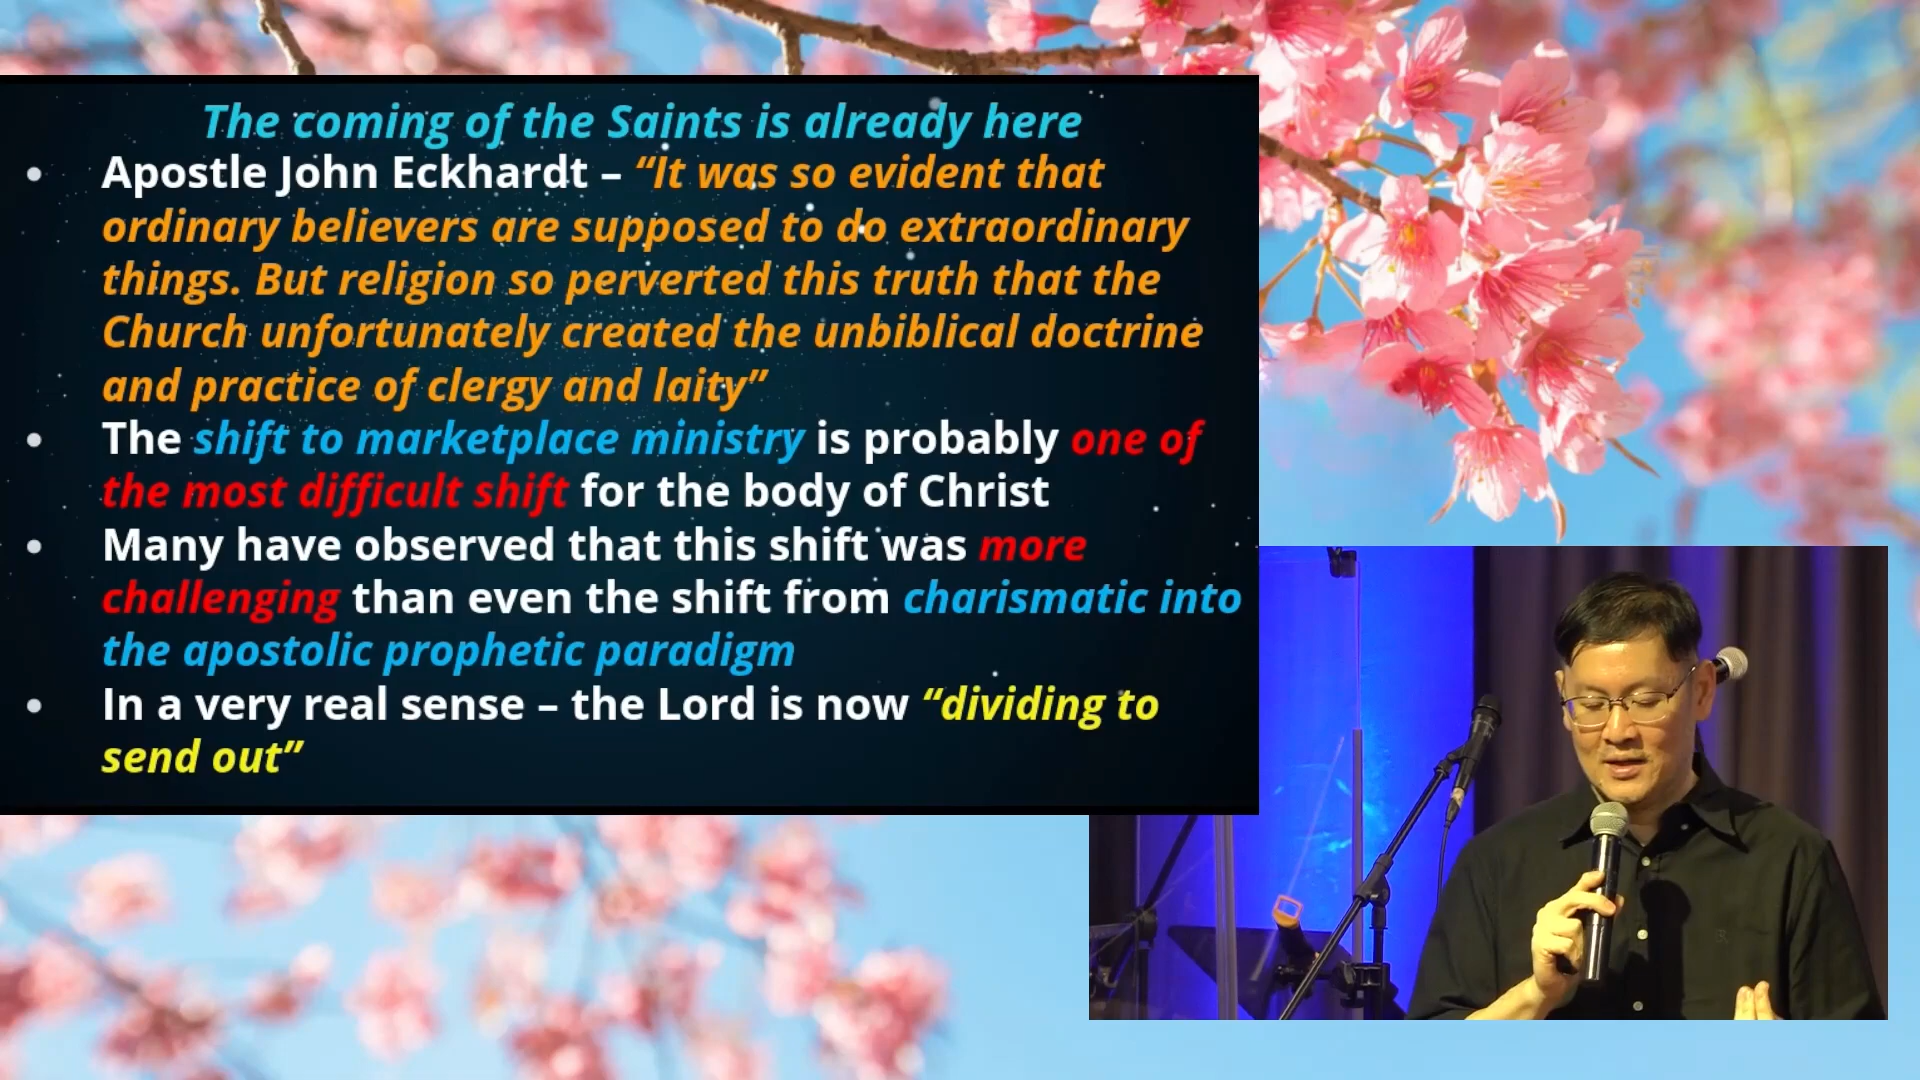 The coming of the Saints is already here
• Apostle John Eckhardt – “It was so evident that
ordinary believers are supposed to do extraordinary
things. But religion so perverted this truth that the
Church unfortunately created the unbiblical doctrine
and practice of clergy and laity”
• The shift to marketplace ministry is probably one of
the most difficult shift for the body of Christ
• Many have observed that this shift was more
challenging than even the shift from charismatic into
the apostolic prophetic paradigm
• In a very real sense – the Lord is now “dividing to
send out”